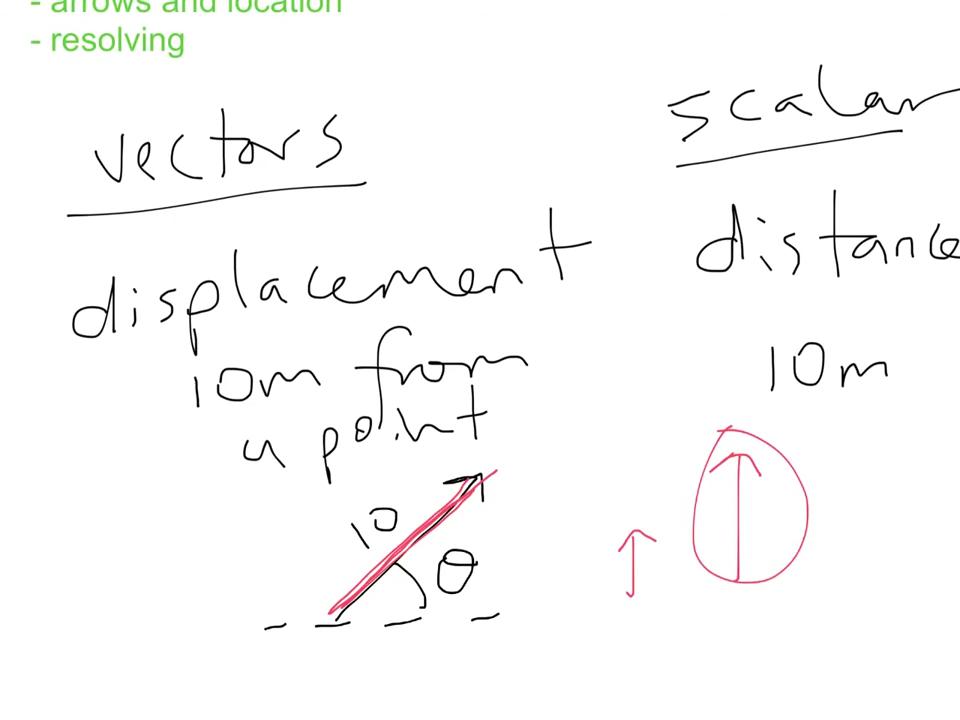 - arrows and location
- resolving
vectors
scalar
displacement
distance
10m from
a point
10m
10
θ